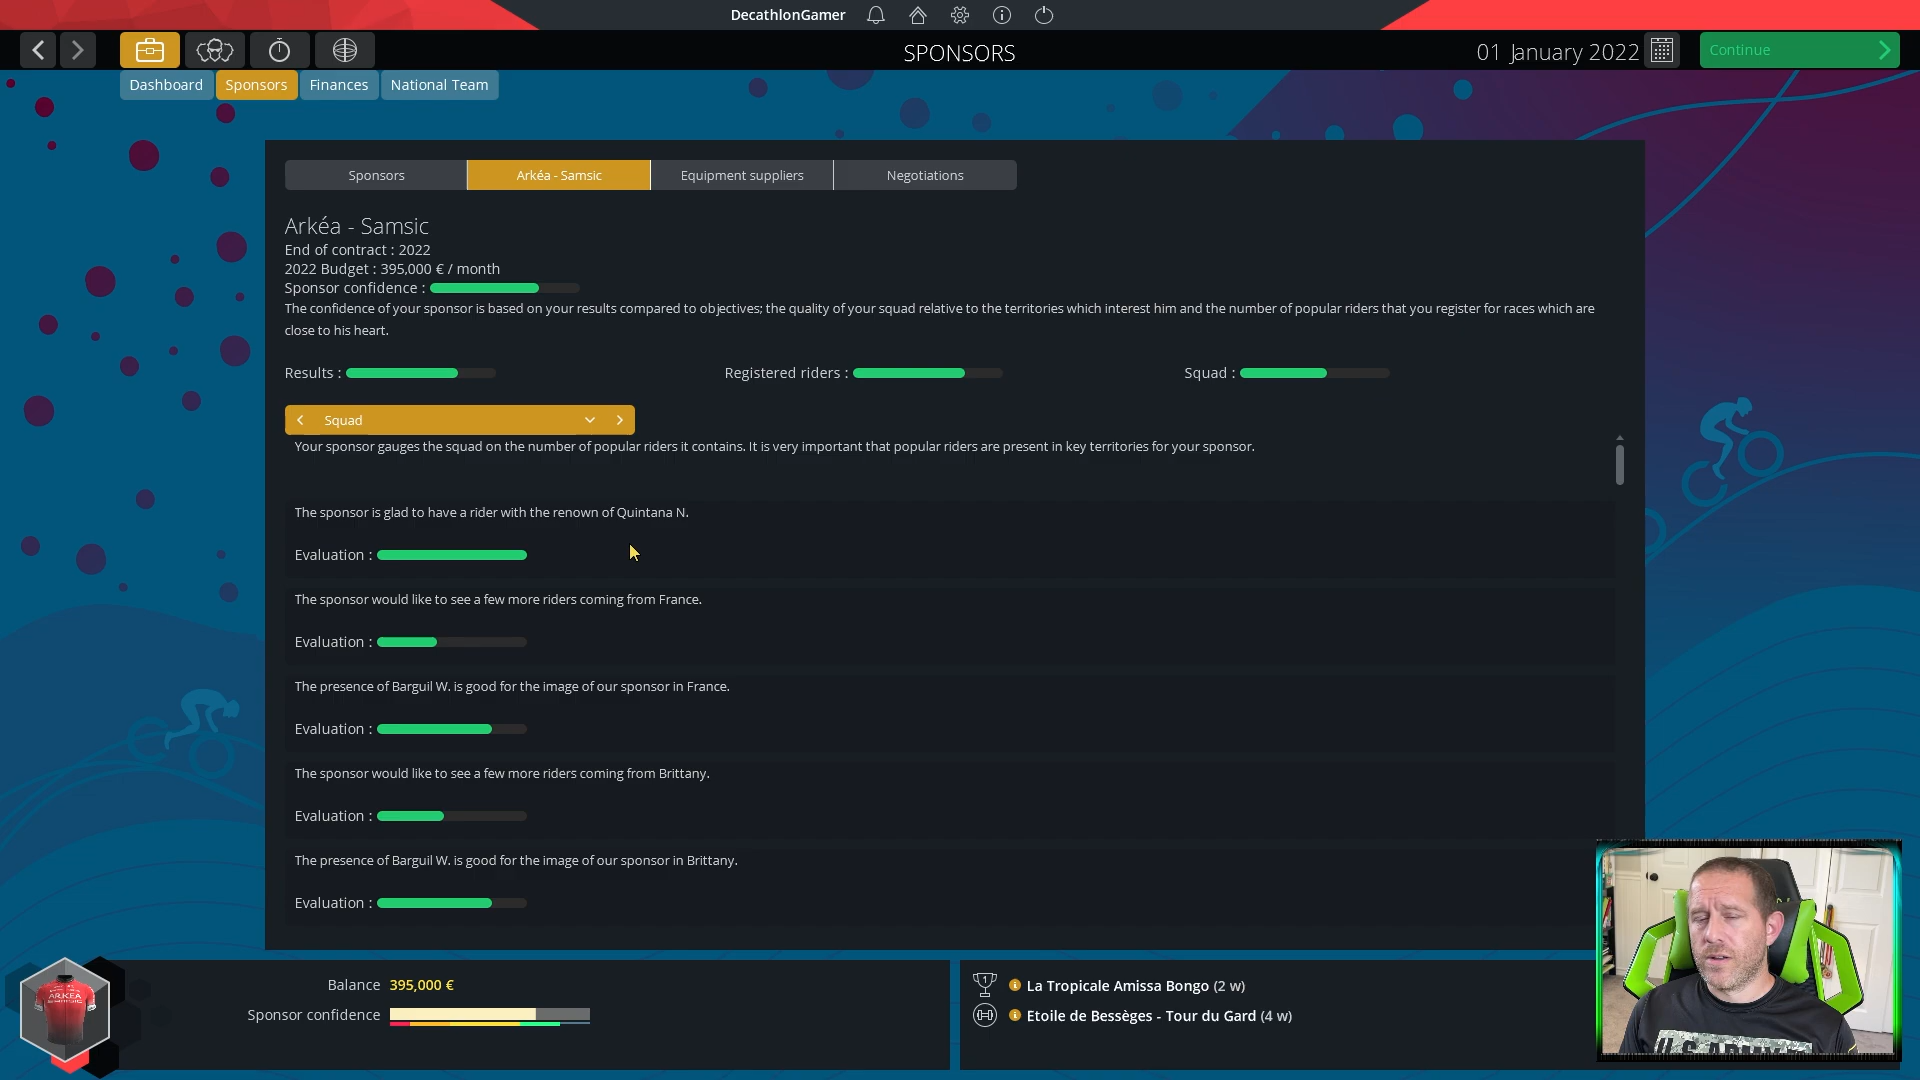 DecathlonGamer
SPONSORS
01 January 2022
Continue
Dashboard
Sponsors
Finances
National Team
Sponsors
Arkéa - Samsic
Equipment suppliers
Negotiations
Arkéa - Samsic
End of contract : 2022
2022 Budget : 395,000 € / month
Sponsor confidence :
The confidence of your sponsor is based on your results compared to objectives; the quality of your squad relative to the territories which interest him and the number of popular riders that you register for races which are
close to his heart.
Results :
Registered riders :
Squad :
Squad
Your sponsor gauges the squad on the number of popular riders it contains. It is very important that popular riders are present in key territories for your sponsor.
The sponsor is glad to have a rider with the renown of Quintana N.
Evaluation :
The sponsor would like to see a few more riders coming from France.
Evaluation :
The presence of Barguil W. is good for the image of our sponsor in France.
Evaluation :
The sponsor would like to see a few more riders coming from Brittany.
Evaluation :
The presence of Barguil W. is good for the image of our sponsor in Brittany.
Evaluation :
ARKEA
SAMSIC
Balance 395,000 €
Sponsor confidence
1
La Tropicale Amissa Bongo (2 w)
Etoile de Bessèges - Tour du Gard (4 w)
U.S. ARMY